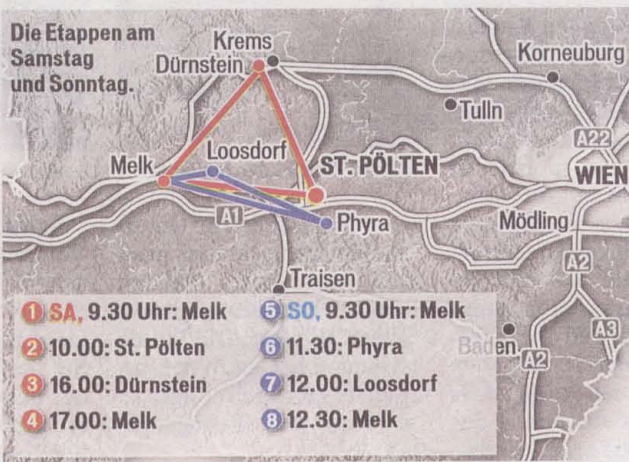 Die Etappen am
Samstag
und Sonntag.
Krems
Dürnstein
Korneuburg
Tulln
A22
Melk
Loosdorf
ST. PÖLTEN
WIEN
A1
Phyra
Mödling
A2
Traisen
Baden
A2
A3
1 SA, 9.30 Uhr: Melk
2 10.00: St. Pölten
3 16.00: Dürnstein
4 17.00: Melk
5 SO, 9.30 Uhr: Melk
6 11.30: Phyra
7 12.00: Loosdorf
8 12.30: Melk